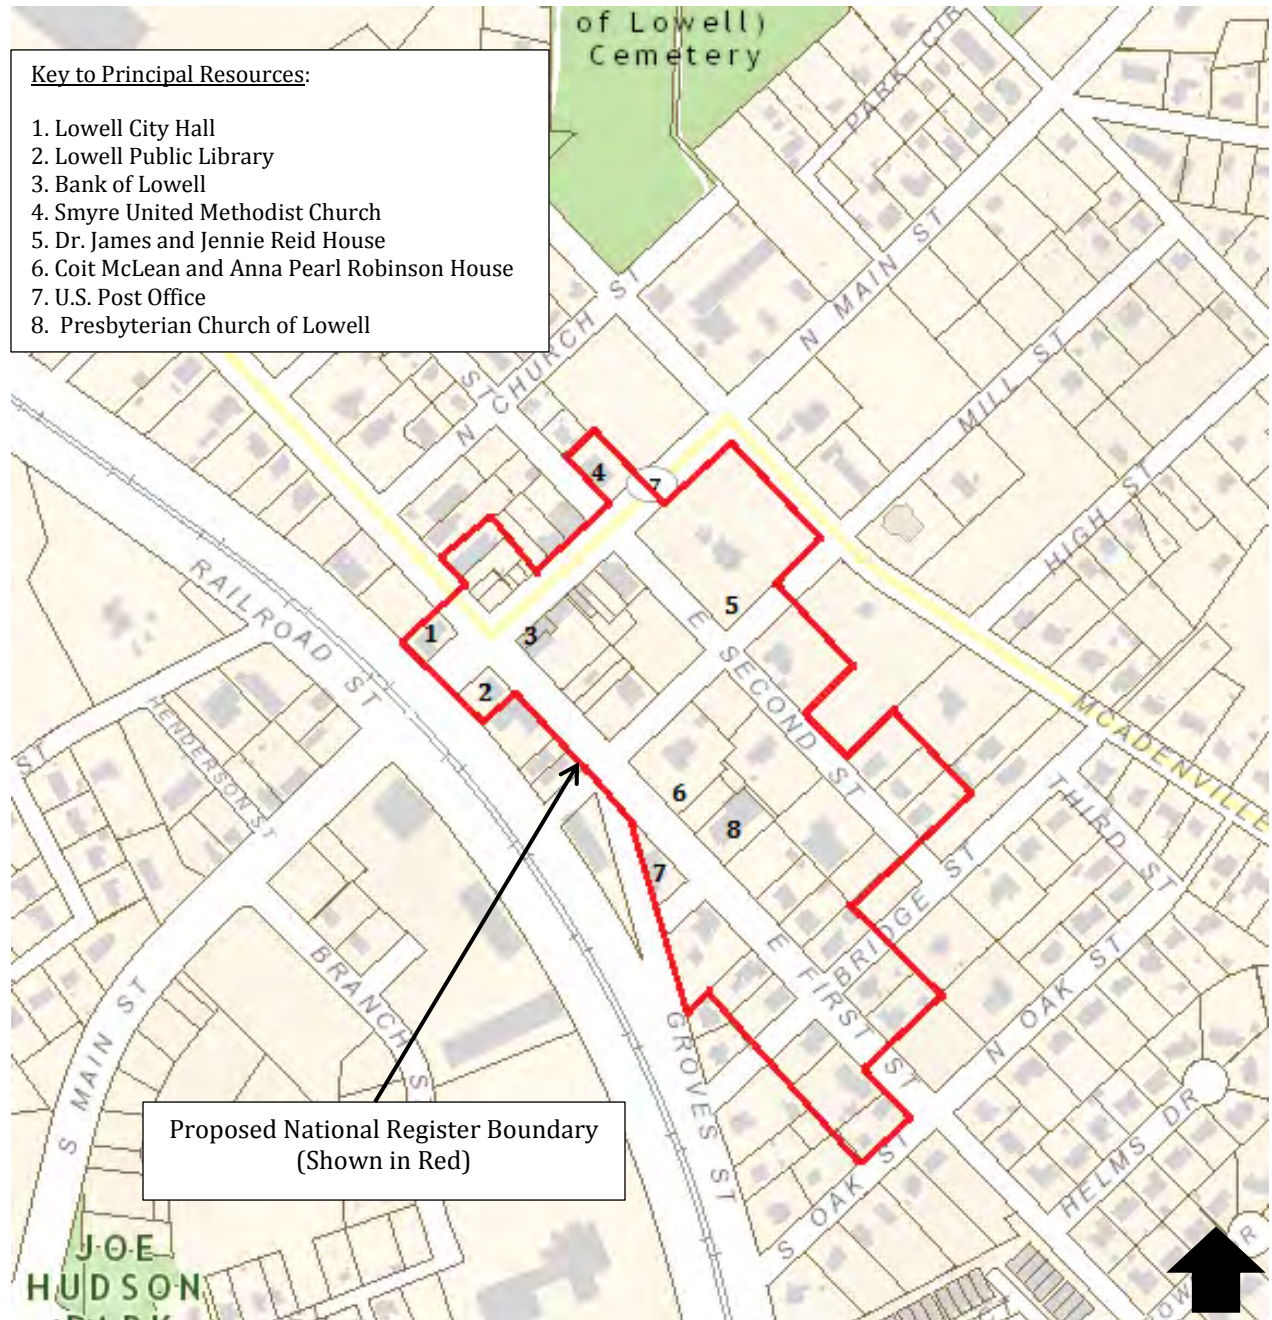 of Lowell)
Cemetery
Key to Principal Resources:
1. Lowell City Hall
2. Lowell Public Library
3. Bank of Lowell
4. Smyre United Methodist Church
5. Dr. James and Jennie Reid House
6. Coit McLean and Anna Pearl Robinson House
7. U.S. Post Office
8. Presbyterian Church of Lowell
PARK CIR
N MAIN ST
N CHURCH ST
ST
MILL ST
HIGH ST
4
7
RAILROAD ST
5
1
3
E SECOND ST
2
HENDERSON ST
ST
MCADENVILLE
6
8
THIRD ST
7
BRIDGE ST
E FIRST ST
N OAK ST
BRANCH ST
S MAIN ST
GROVES ST
HELMS DR
S OAK ST
Proposed National Register Boundary
(Shown in Red)
JOE
HUDSON
PARK